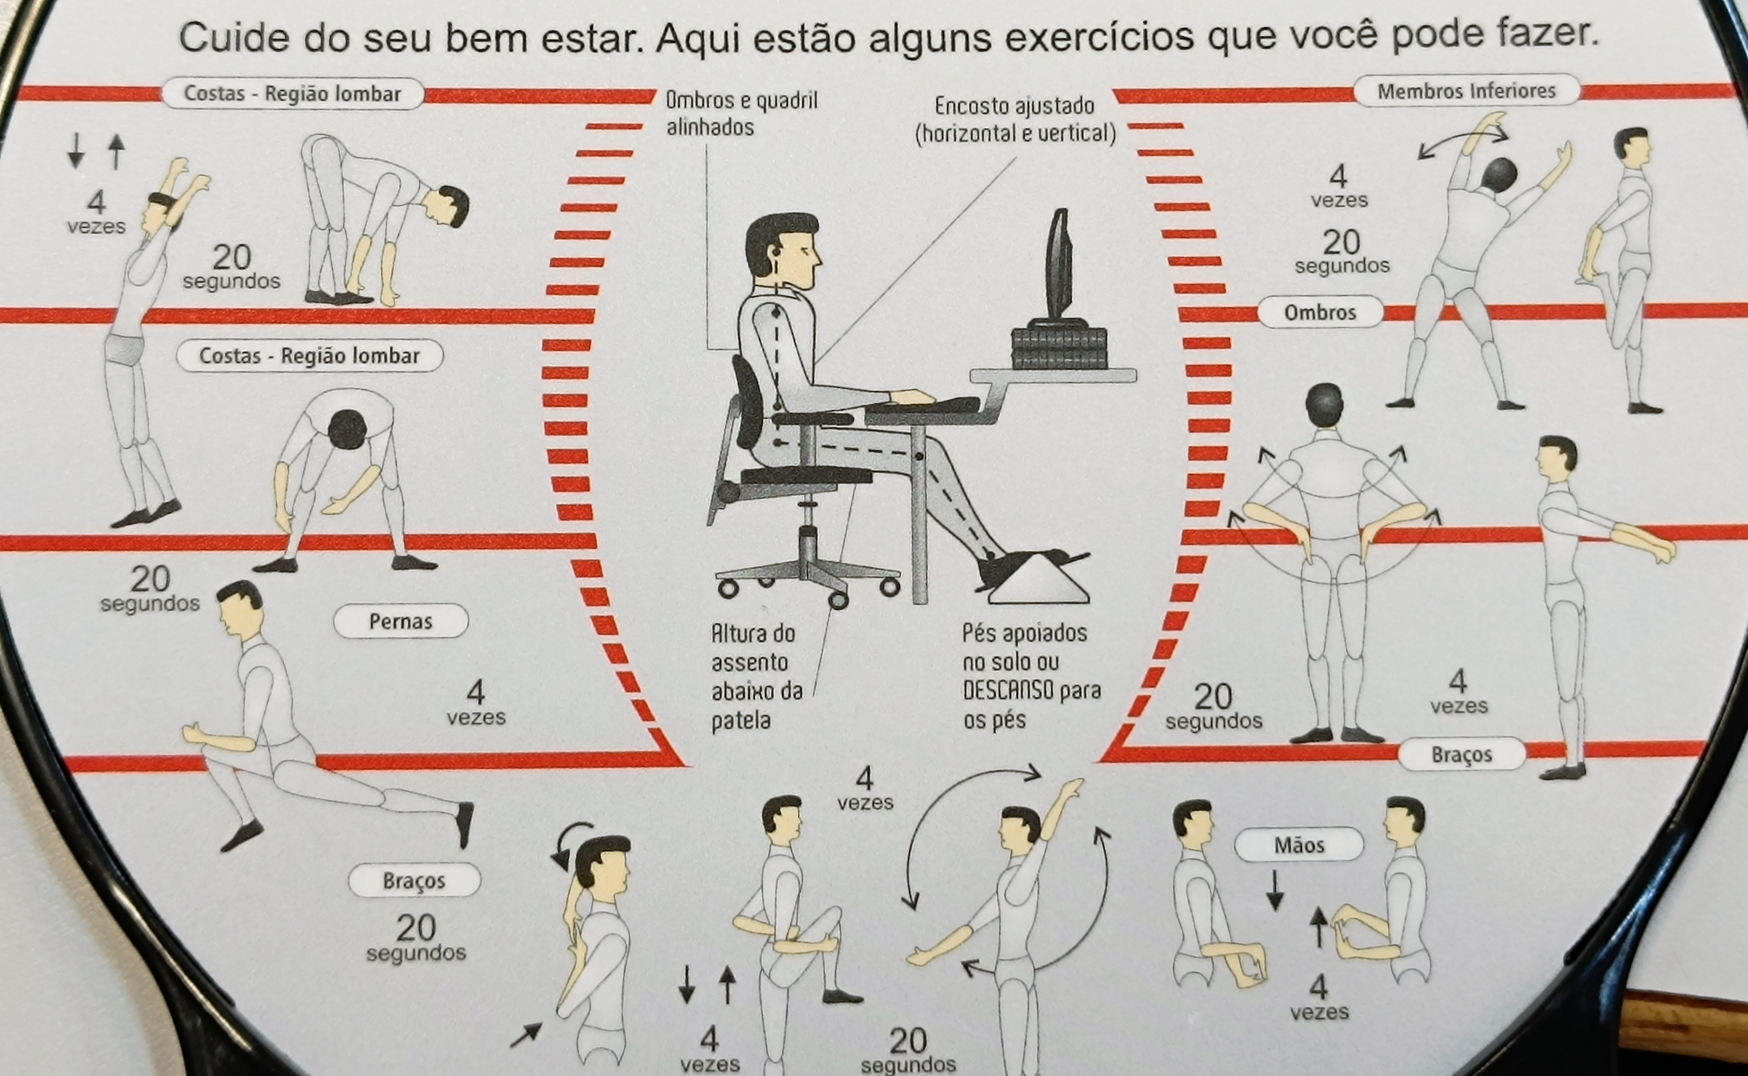 Cuide do seu bem estar. Aqui estão alguns exercícios que você pode fazer.
Costas - Região lombar
4
vezes
20
segundos
Costas - Região lombar
20
segundos
Pernas
4
vezes
Braços
20
segundos
Ombros e quadril
alinhados
Encosto ajustado
(horizontal e vertical)
Altura do
assento
abaixo da
patela
Pés apoiados
no solo ou
DESCANSO para
os pés
4
vezes
4
vezes
20
segundos
Membros Inferiores
4
vezes
20
segundos
Ombros
20
segundos
4
vezes
Braços
Mãos
4
vezes